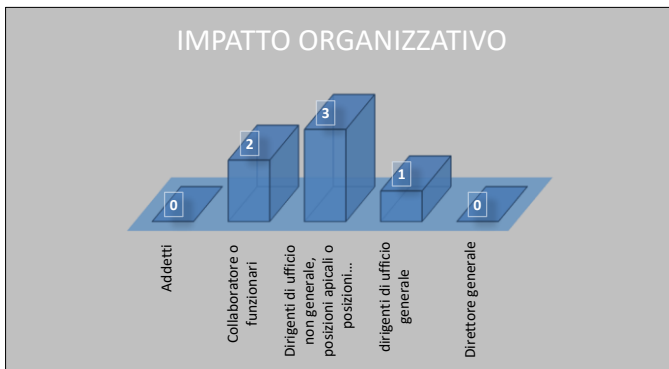 IMPATTO ORGANIZZATIVO
0
2
3
1
0
Addetti
Collaboratore o
funzionari
Dirigenti di ufficio
non generale,
posizioni apicali o
posizioni…
dirigenti di ufficio
generale
Direttore generale